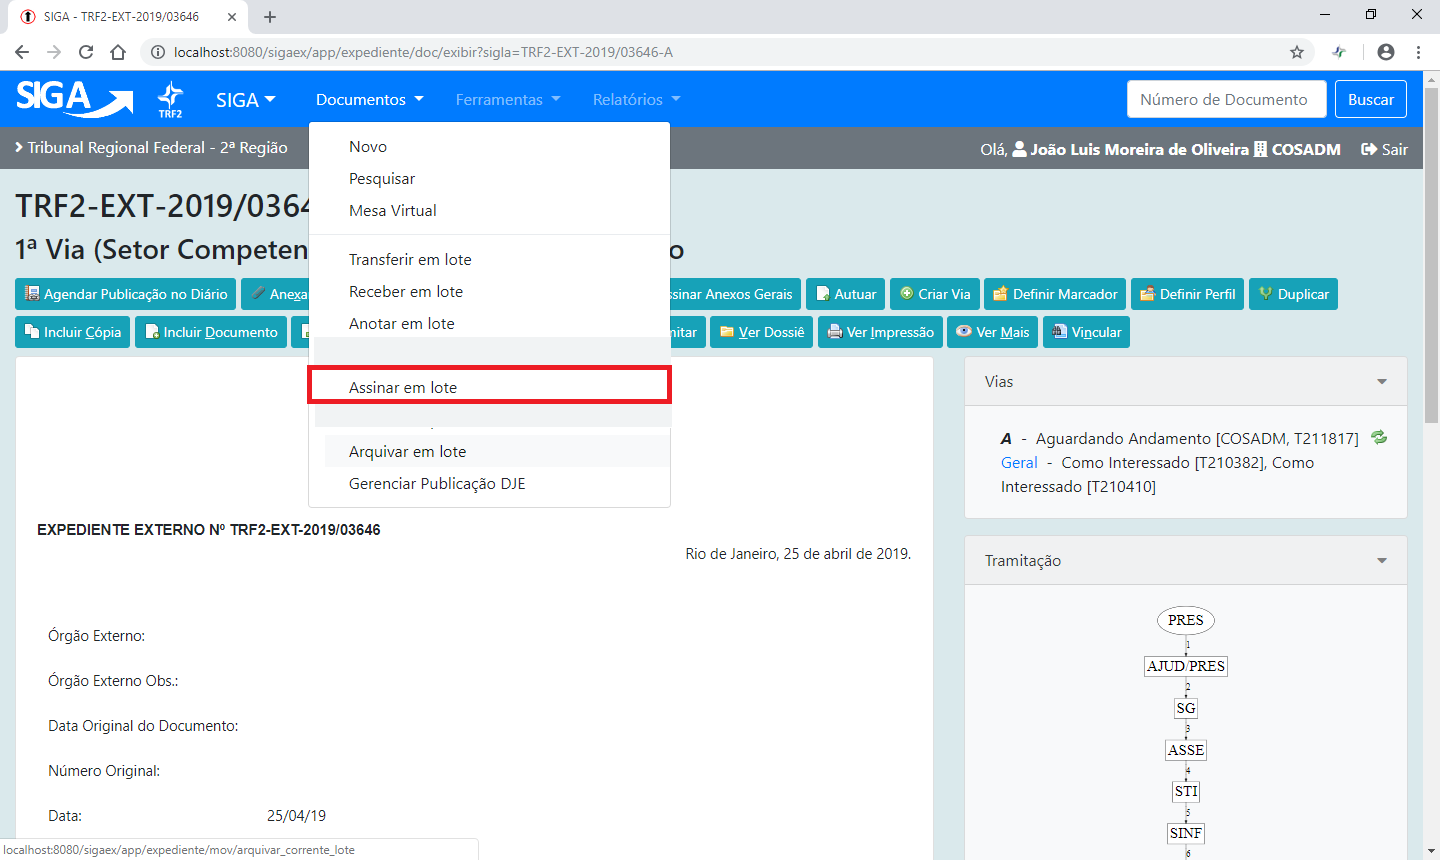 SIGA - TRF2-EXT-2019/03646
localhost:8080/sigaex/app/expediente/doc/exibir?sigla=TRF2-EXT-2019/03646-A
SIGA
TRF2
SIGA
Documentos
Ferramentas
Relatórios
Número de Documento
Buscar
Tribunal Regional Federal - 2ª Região
Olá, João Luis Moreira de Oliveira COSADM
Sair
Novo
Pesquisar
Mesa Virtual
Transferir em lote
Receber em lote
Anotar em lote
Assinar em lote
Arquivar em lote
Gerenciar Publicação DJE
TRF2-EXT-2019/0364
1ª Via (Setor Competen
o
Agendar Publicação no Diário
Anexa
ssinar Anexos Gerais
Autuar
Criar Via
Definir Marcador
Definir Perfil
Duplicar
Incluir Cópia
Incluir Documento
mitar
Ver Dossiê
Ver Impressão
Ver Mais
Vincular
EXPEDIENTE EXTERNO Nº TRF2-EXT-2019/03646
Rio de Janeiro, 25 de abril de 2019.
Órgão Externo:
Órgão Externo Obs.:
Data Original do Documento:
Número Original:
Data: 25/04/19
Vias
A - Aguardando Andamento [COSADM, T211817]
Geral - Como Interessado [T210382], Como
Interessado [T210410]
Tramitação
PRES
1
AJUD/PRES
2
SG
3
ASSE
4
STI
5
SINF
6
localhost:8080/sigaex/app/expediente/mov/arquivar_corrente_lote